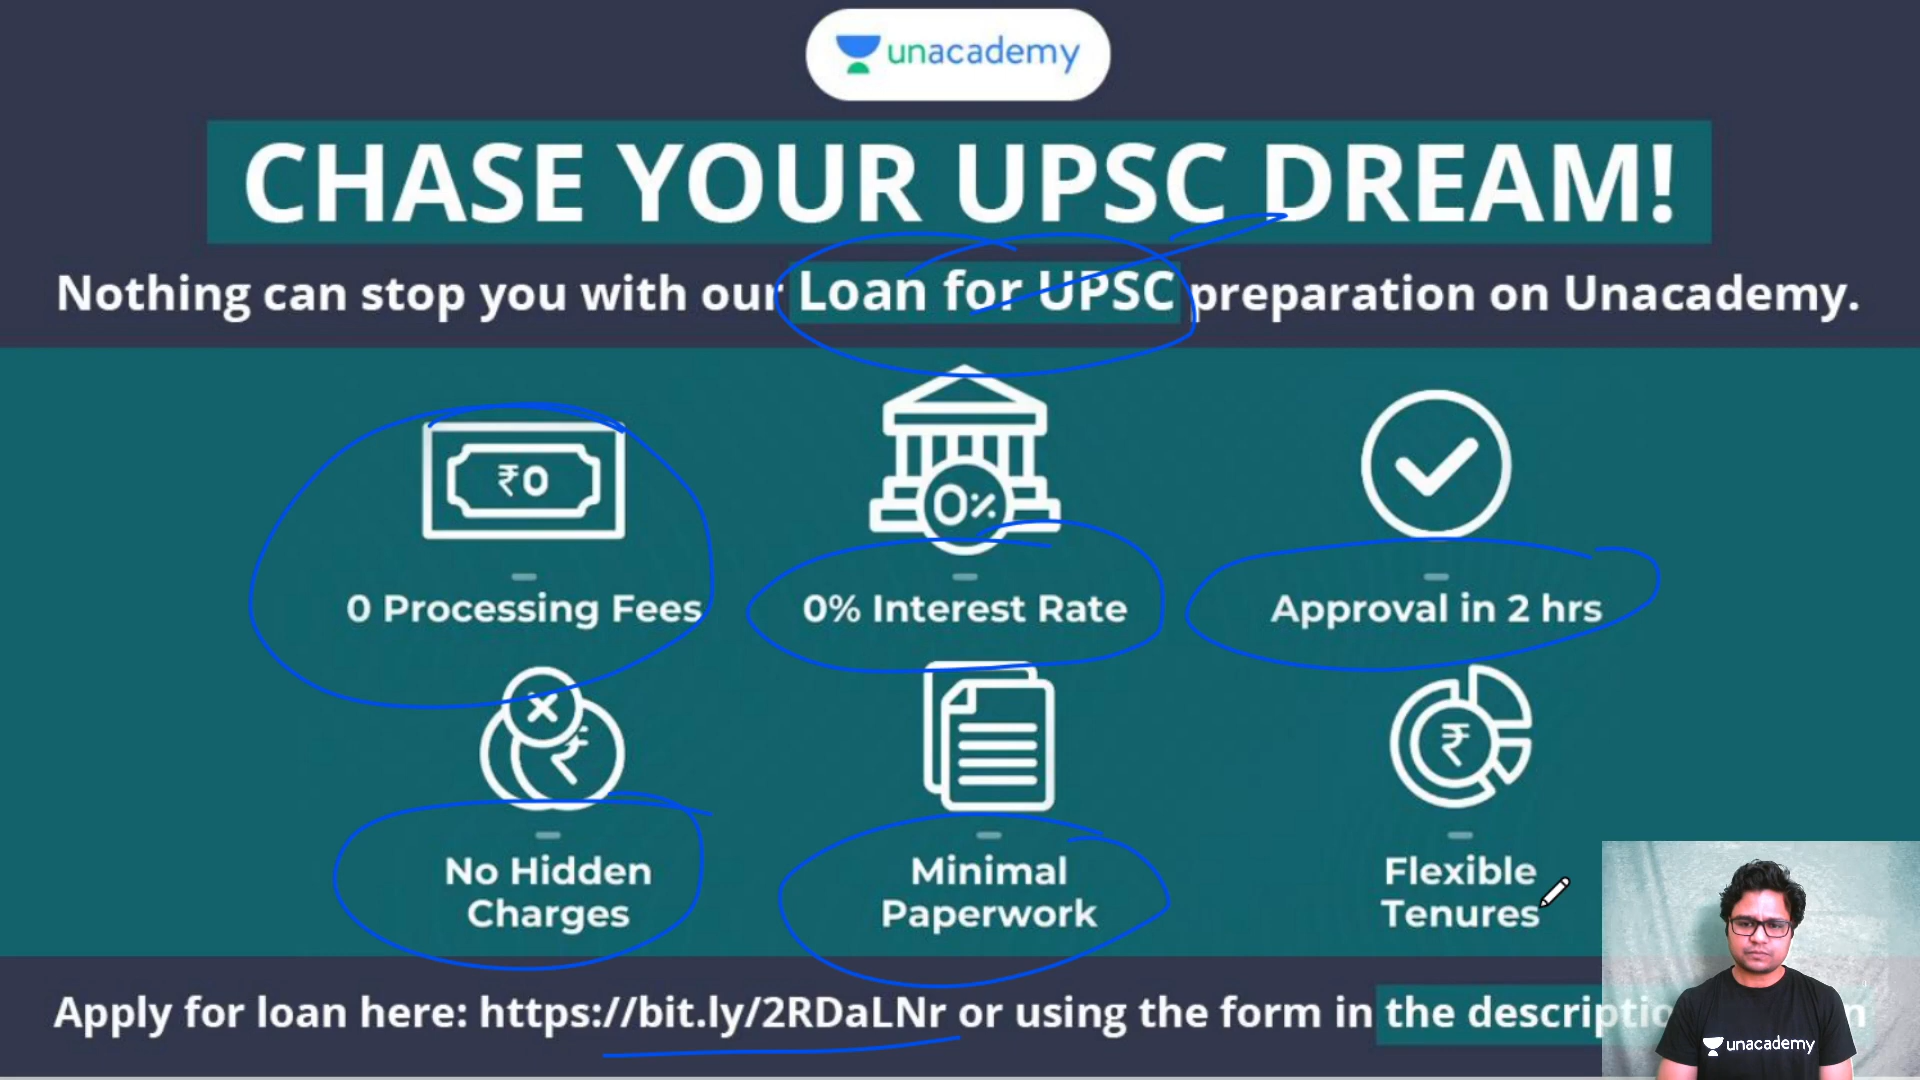 unacademy
CHASE YOUR UPSC DREAM!
Nothing can stop you with our Loan for UPSC preparation on Unacademy.
₹0
0%
0 Processing Fees
0% Interest Rate
Approval in 2 hrs
₹
₹
No Hidden
Charges
Minimal
Paperwork
Flexible
Tenures
Apply for loan here: https://bit.ly/2RDaLNr or using the form in the
unacademy